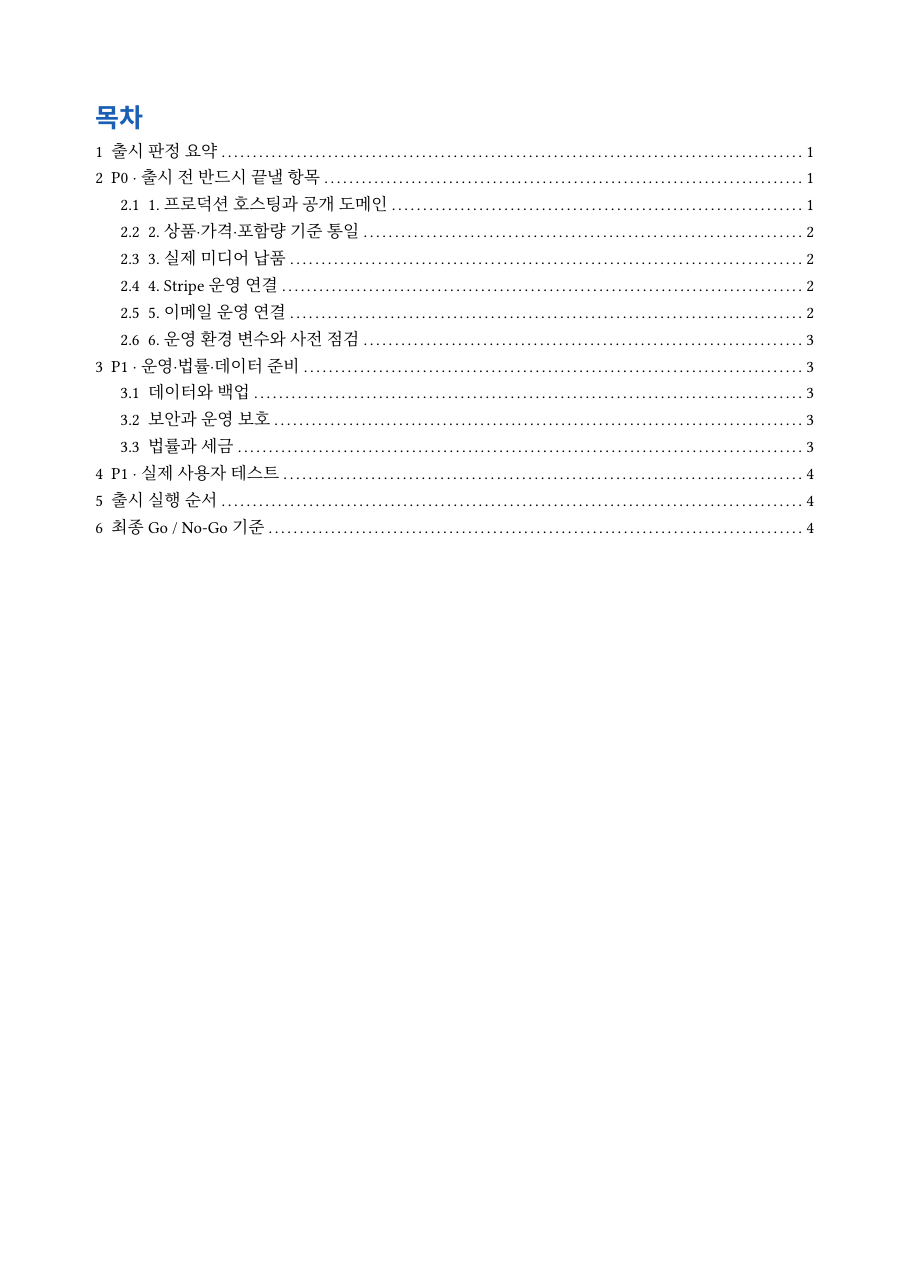 목차
1 출시 판정 요약 1
2 P0 · 출시 전 반드시 끝낼 항목 1
2.1 1. 프로덕션 호스팅과 공개 도메인 1
2.2 2. 상품·가격·포함량 기준 통일 2
2.3 3. 실제 미디어 납품 2
2.4 4. Stripe 운영 연결 2
2.5 5. 이메일 운영 연결 2
2.6 6. 운영 환경 변수와 사전 점검 3
3 P1 · 운영·법률·데이터 준비 3
3.1 데이터와 백업 3
3.2 보안과 운영 보호 3
3.3 법률과 세금 3
4 P1 · 실제 사용자 테스트 4
5 출시 실행 순서 4
6 최종 Go / No-Go 기준 4